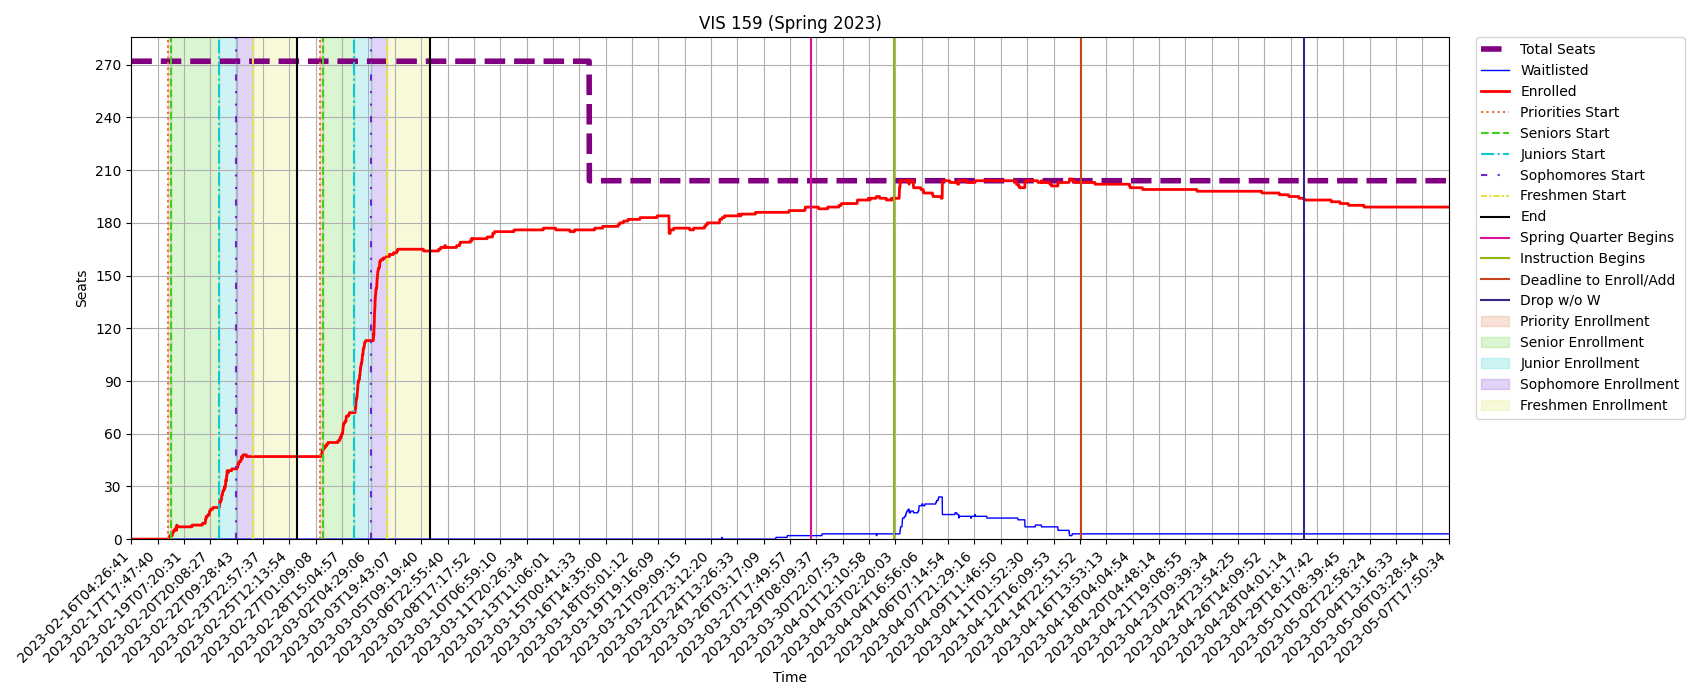 VIS 159 (Spring 2023)
Seats
270
240
210
180
150
120
90
60
30
0
2023-02-16T04:26:41
2023-02-17T17:47:40
2023-02-19T07:20:31
2023-02-20T20:08:27
2023-02-22T09:28:43
2023-02-23T22:57:37
2023-02-25T12:13:54
2023-02-27T01:09:08
2023-02-28T15:04:57
2023-03-02T04:29:06
2023-03-03T19:43:07
2023-03-05T09:19:40
2023-03-06T22:55:40
2023-03-08T17:17:52
2023-03-10T06:59:10
2023-03-11T20:26:34
2023-03-13T11:06:01
2023-03-15T00:41:33
2023-03-16T14:35:00
2023-03-18T05:01:12
2023-03-19T19:16:09
2023-03-21T09:09:15
2023-03-22T23:12:20
2023-03-24T13:26:33
2023-03-26T03:17:09
2023-03-27T17:49:57
2023-03-29T08:09:37
2023-03-30T22:07:53
2023-04-01T12:10:58
2023-04-03T02:20:03
2023-04-04T16:56:06
2023-04-06T07:14:54
2023-04-07T21:29:16
2023-04-09T11:46:50
2023-04-11T01:52:30
2023-04-12T16:09:53
2023-04-14T22:51:52
2023-04-16T13:53:13
2023-04-18T04:04:54
2023-04-20T04:48:14
2023-04-21T19:08:55
2023-04-23T09:39:34
2023-04-24T23:54:25
2023-04-26T14:09:52
2023-04-28T04:01:14
2023-04-29T18:17:42
2023-05-01T08:39:45
2023-05-02T22:58:24
2023-05-04T13:16:33
2023-05-06T03:28:54
2023-05-07T17:50:34
Time
Total Seats
Waitlisted
Enrolled
Priorities Start
Seniors Start
Juniors Start
Sophomores Start
Freshmen Start
End
Spring Quarter Begins
Instruction Begins
Deadline to Enroll/Add
Drop w/o W
Priority Enrollment
Senior Enrollment
Junior Enrollment
Sophomore Enrollment
Freshmen Enrollment